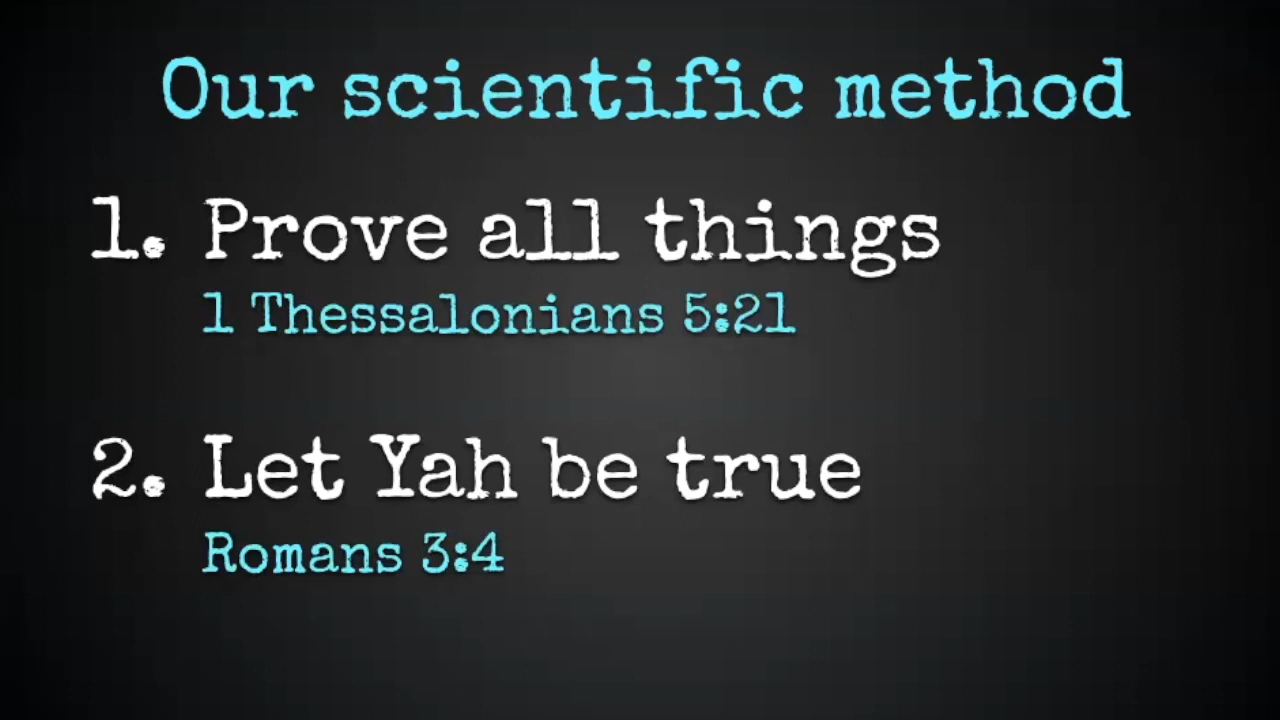 Our scientific method
1. Prove all things
1 Thessalonians 5:21
2. Let Yah be true
Romans 3:4